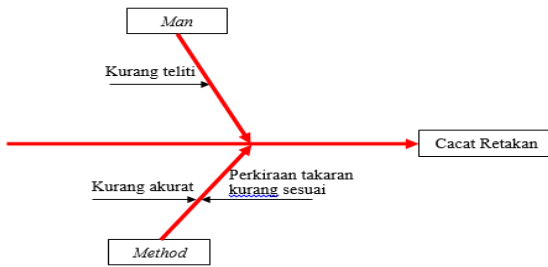 Man
Kurang teliti
Cacat Retakan
Kurang akurat
Perkiraan takaran
kurang sesuai
Method